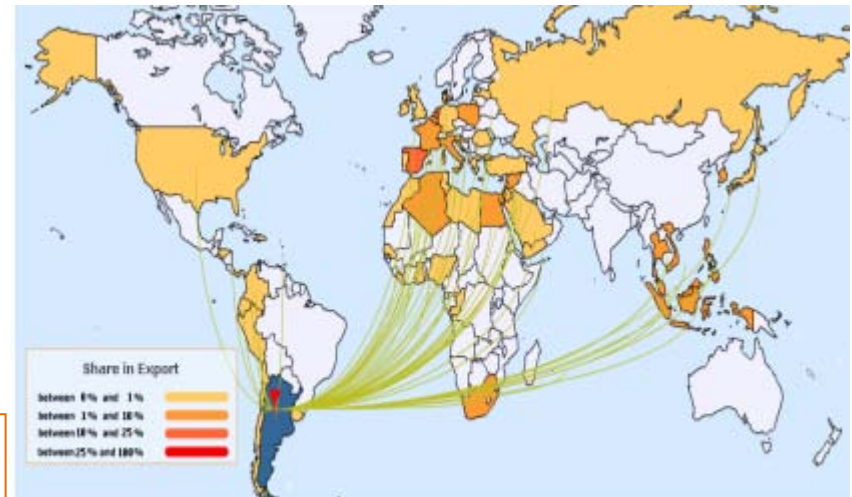 Share in Export
between 0% and 1%
between 1% and 10%
between 10% and 25%
between 25% and 100%